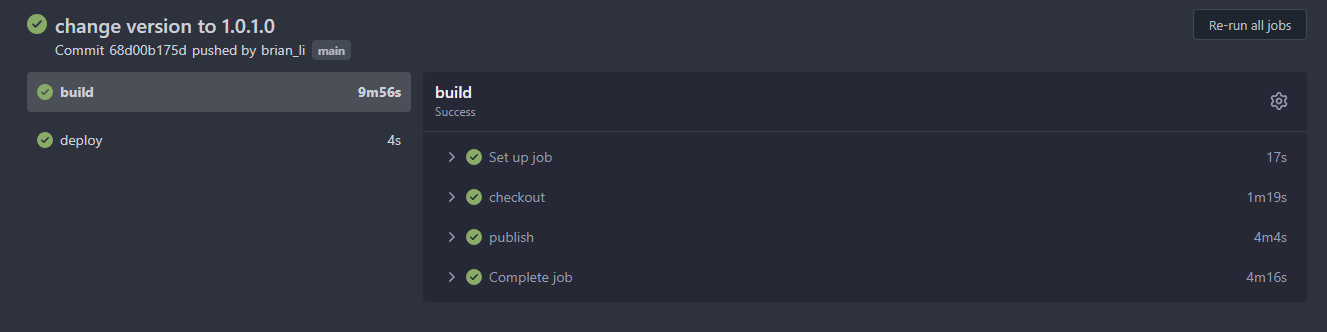 change version to 1.0.1.0
Re-run all jobs
Commit 68d00b175d pushed by brian_li main
build 9m56s
deploy 4s
build
Success
Set up job 17s
checkout 1m19s
publish 4m4s
Complete job 4m16s